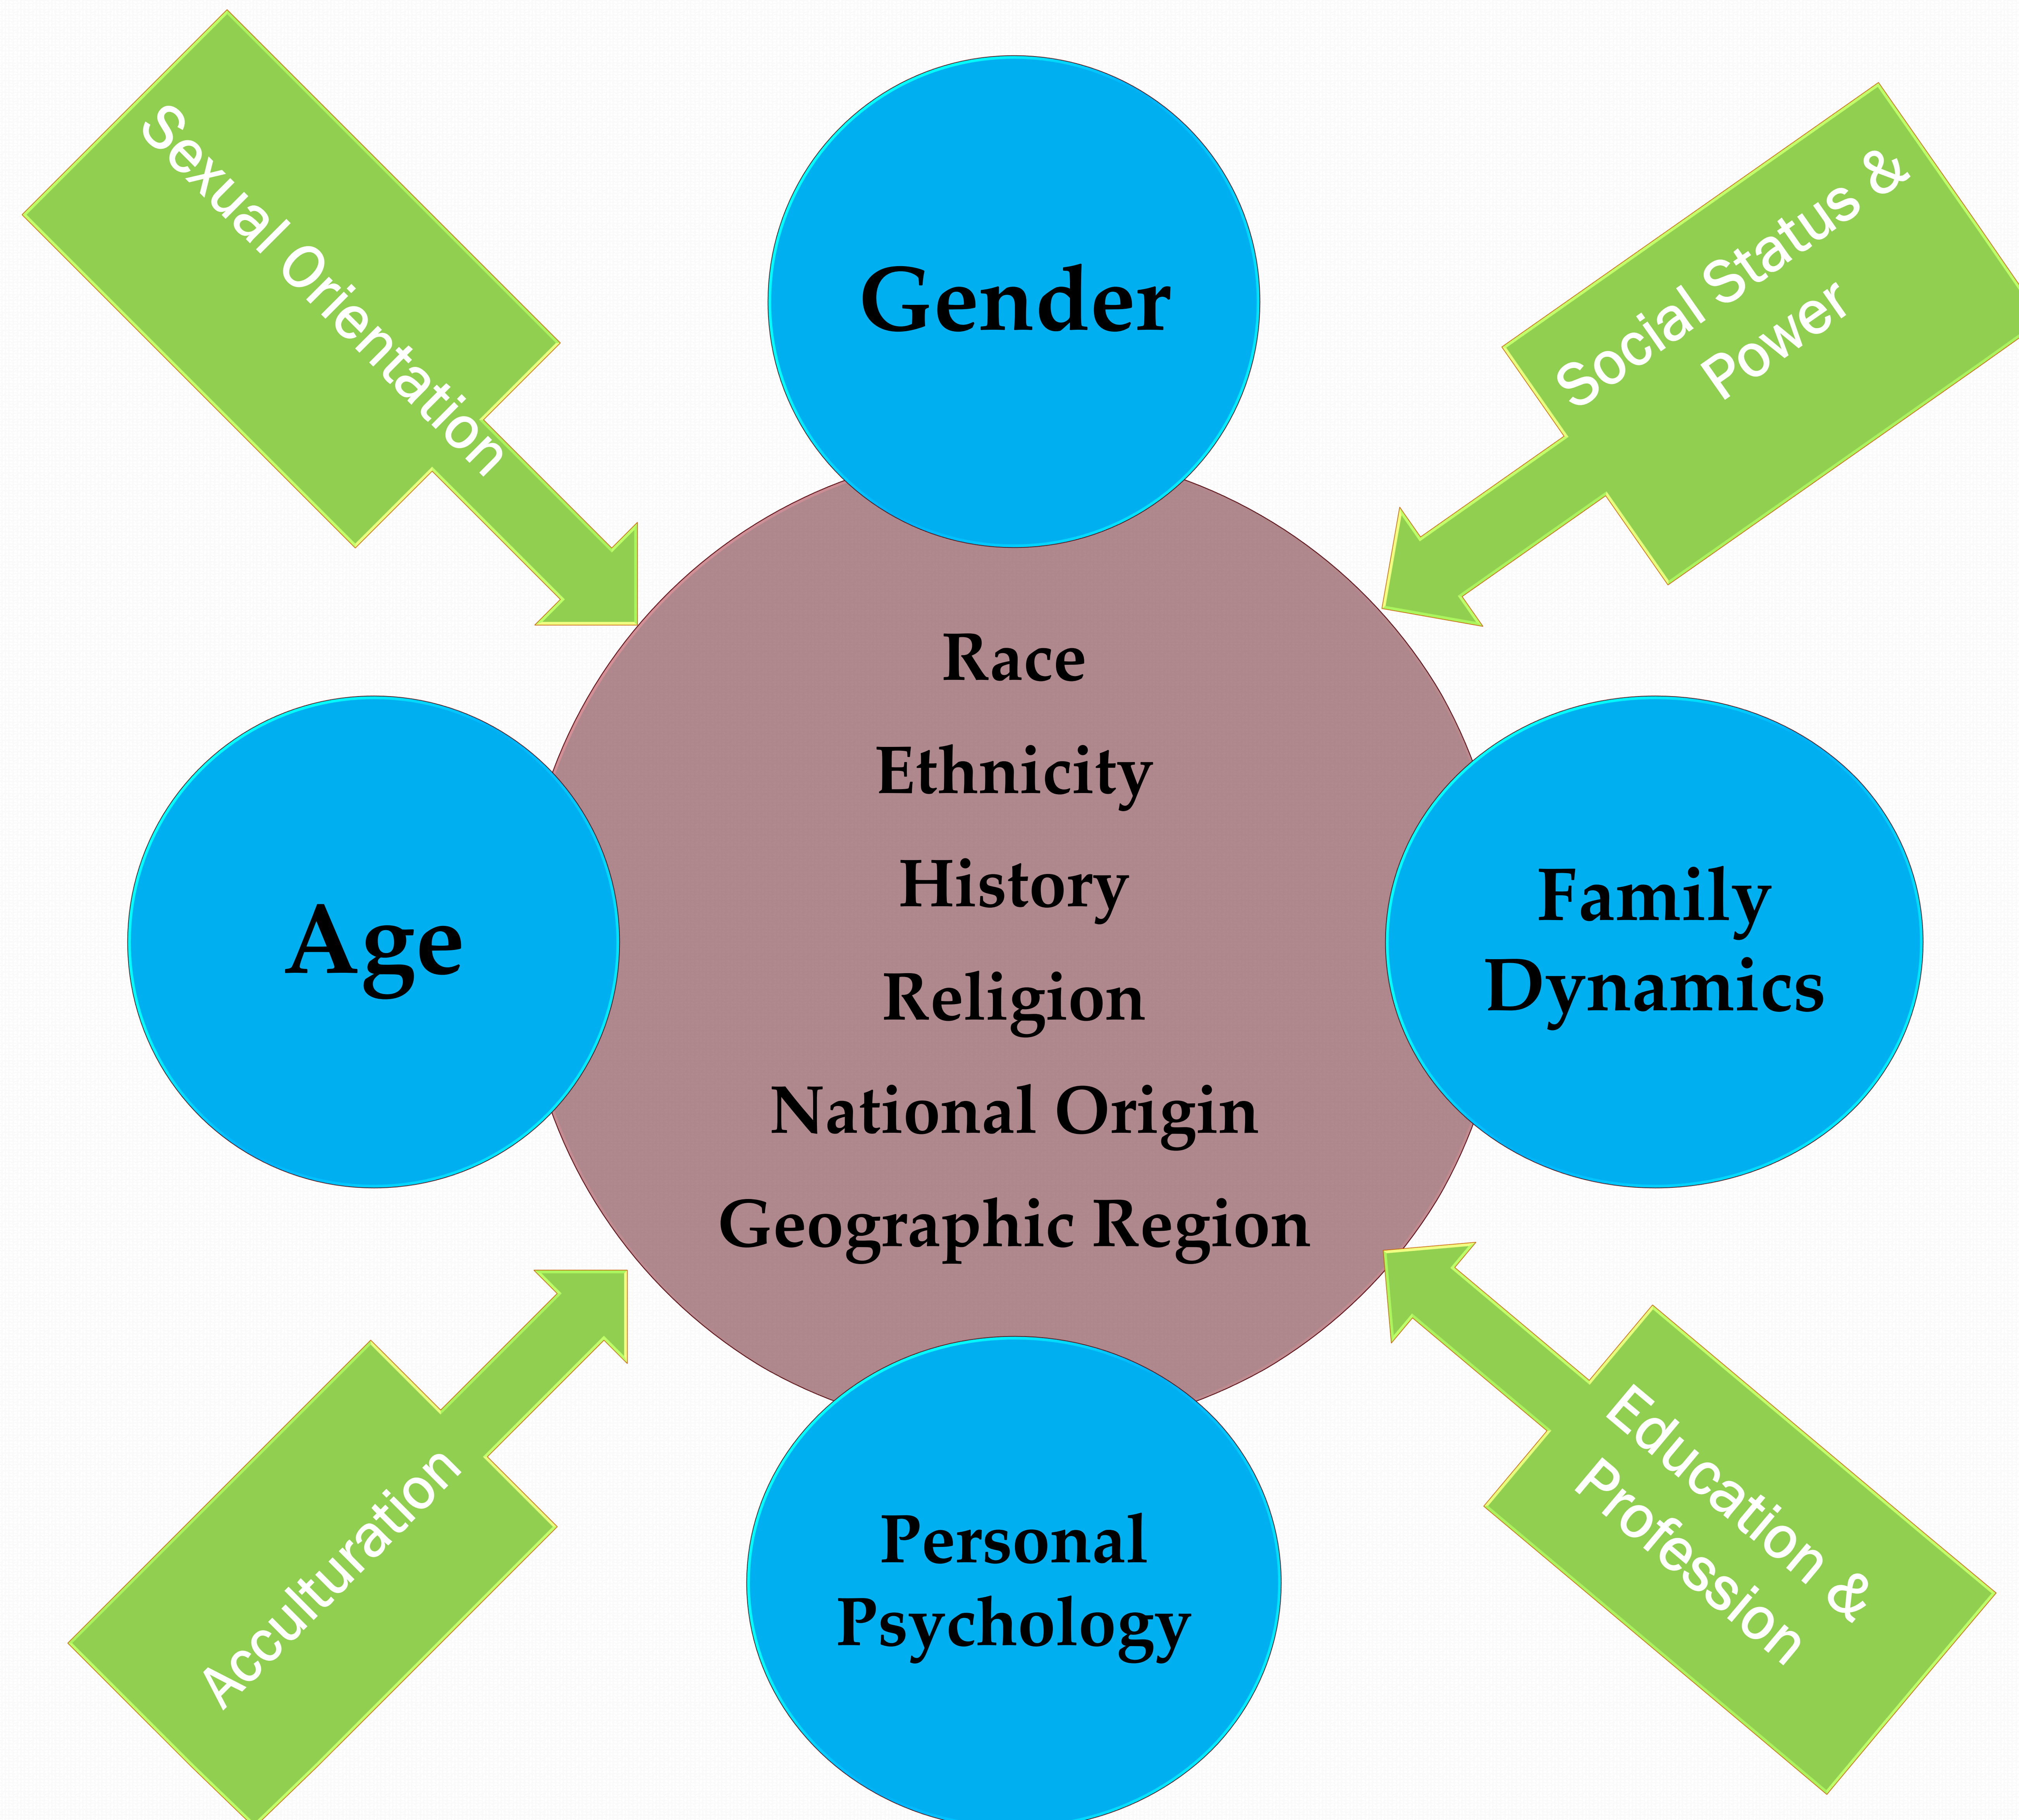 Sexual Orientation
Gender
Social Status &
Power
Race
Ethnicity
History
Religion
National Origin
Geographic Region
Age
Family
Dynamics
Acculturation
Personal
Psychology
Education &
Profession